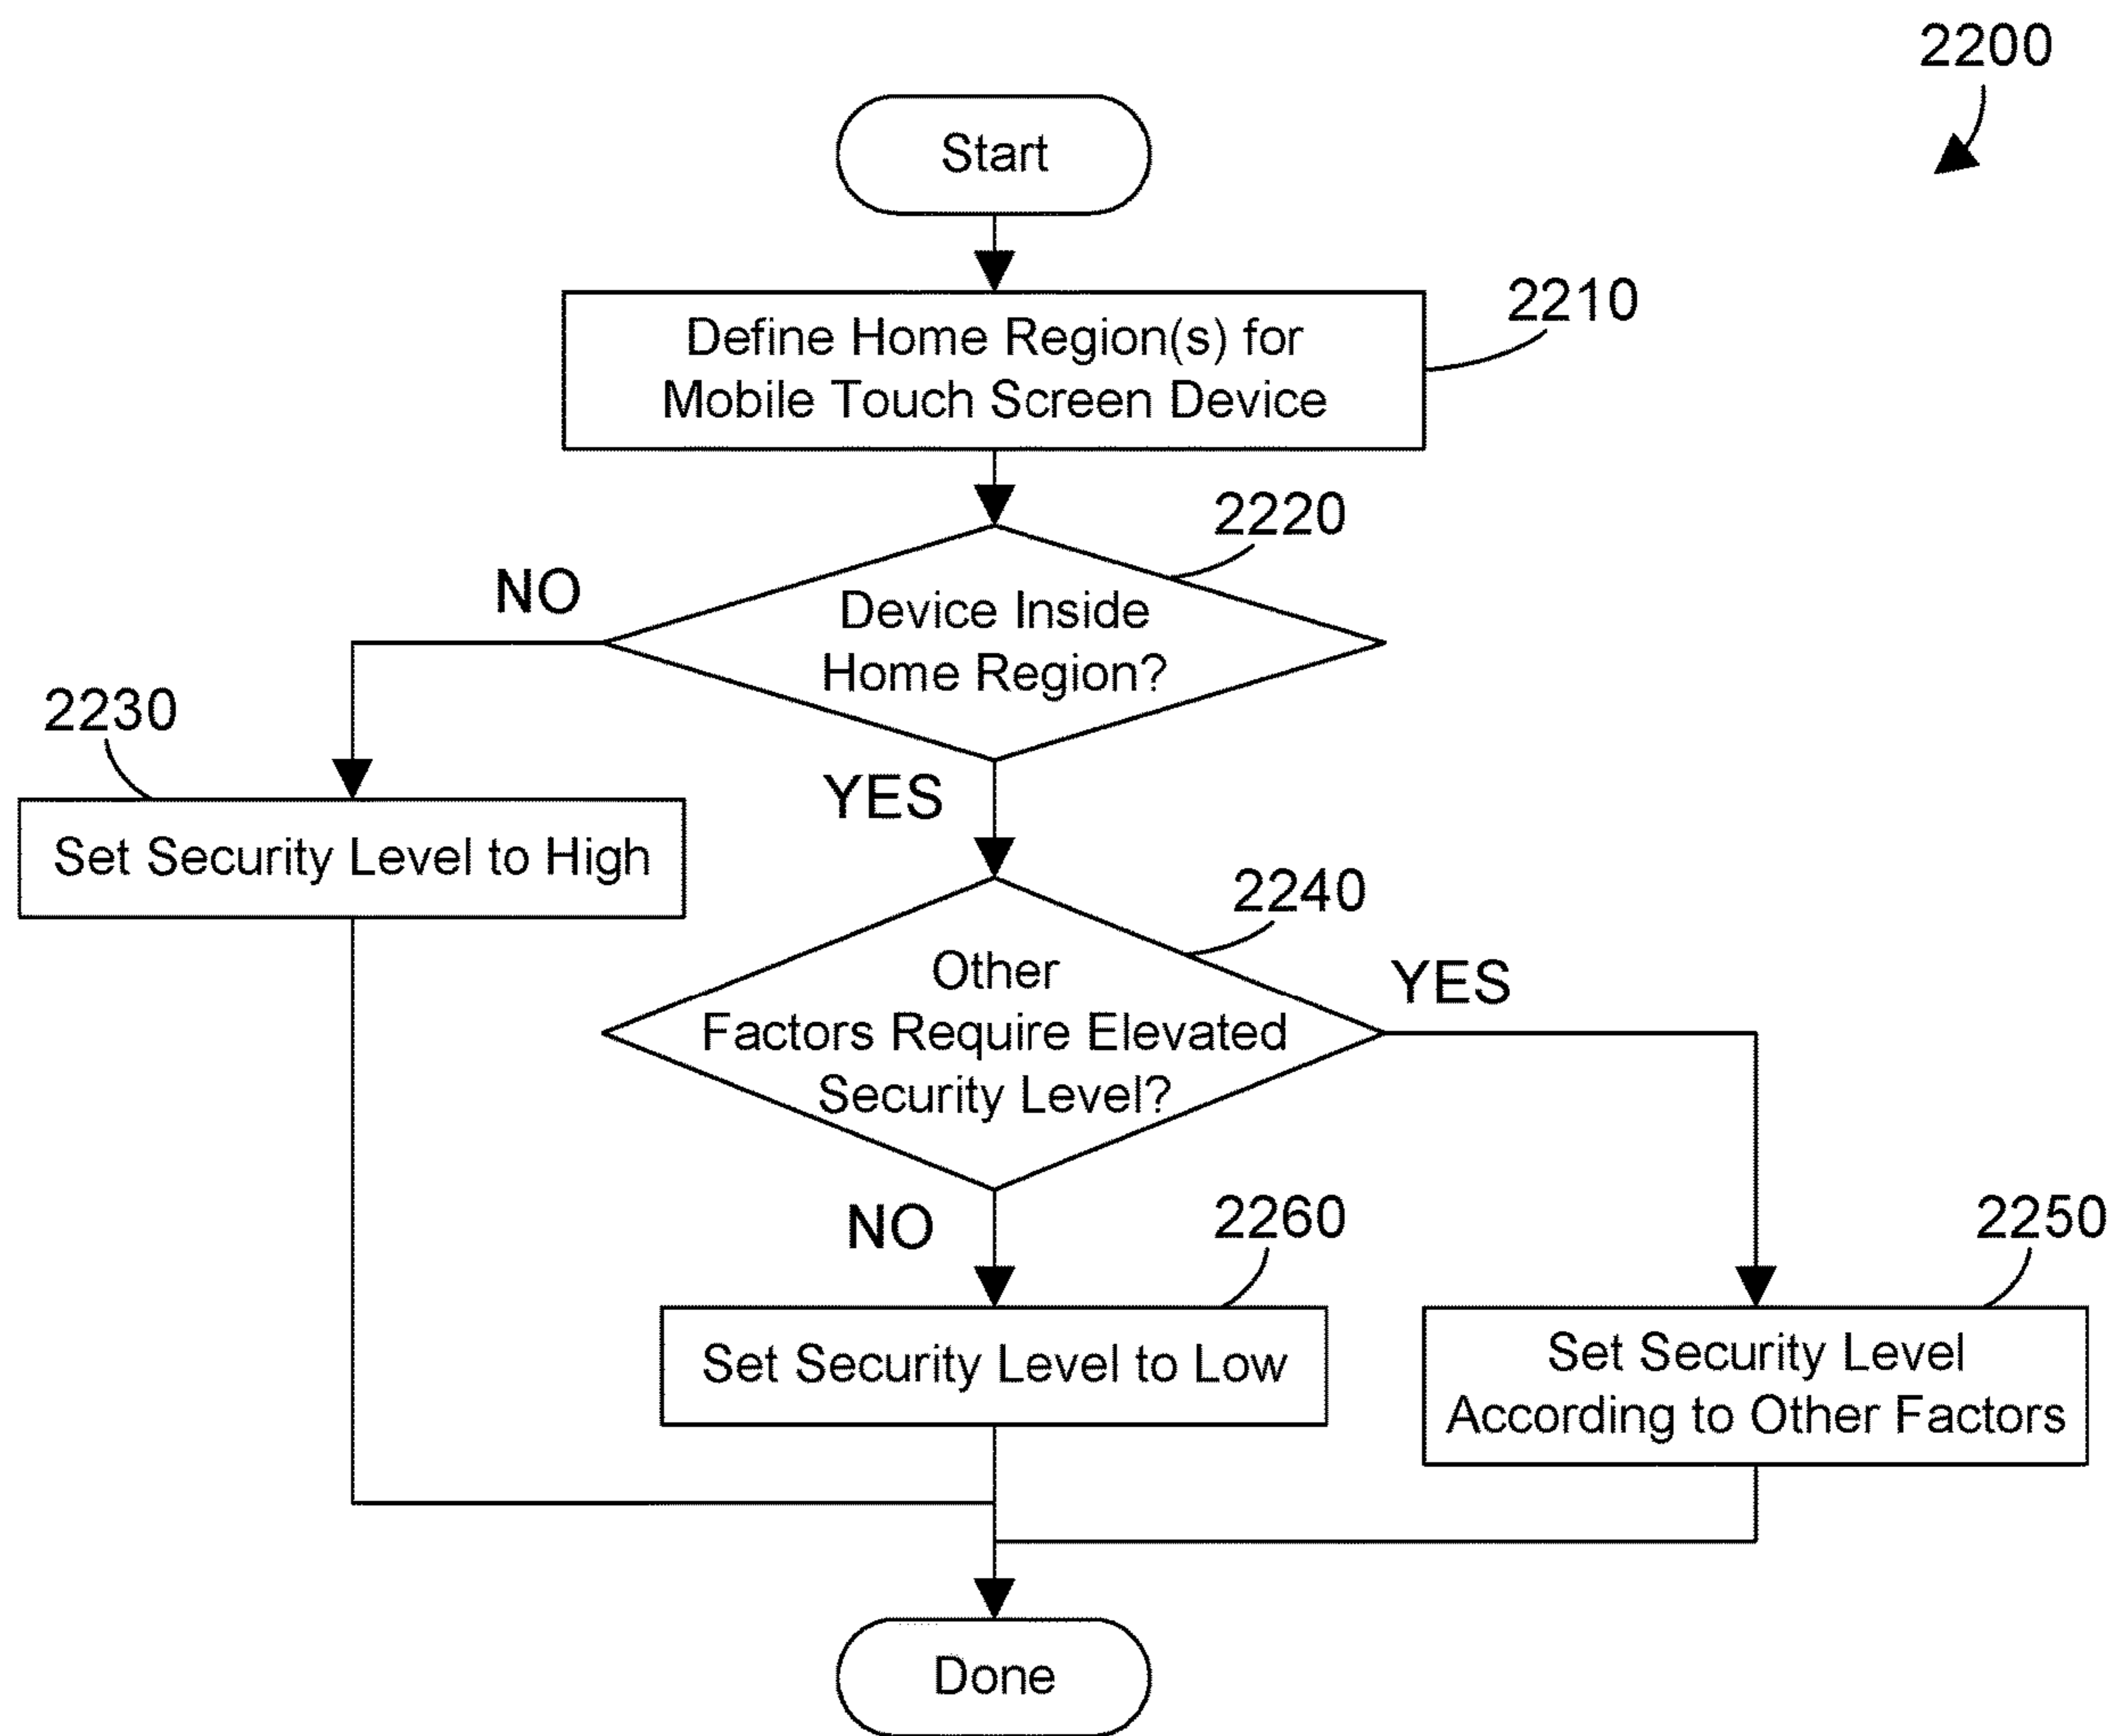 2200
Start
2210
Define Home Region(s) for
Mobile Touch Screen Device
2220
NO
Device Inside
Home Region?
2230
YES
Set Security Level to High
2240
Other
YES
Factors Require Elevated
Security Level?
NO
2260
2250
Set Security Level to Low
Set Security Level
According to Other Factors
Done